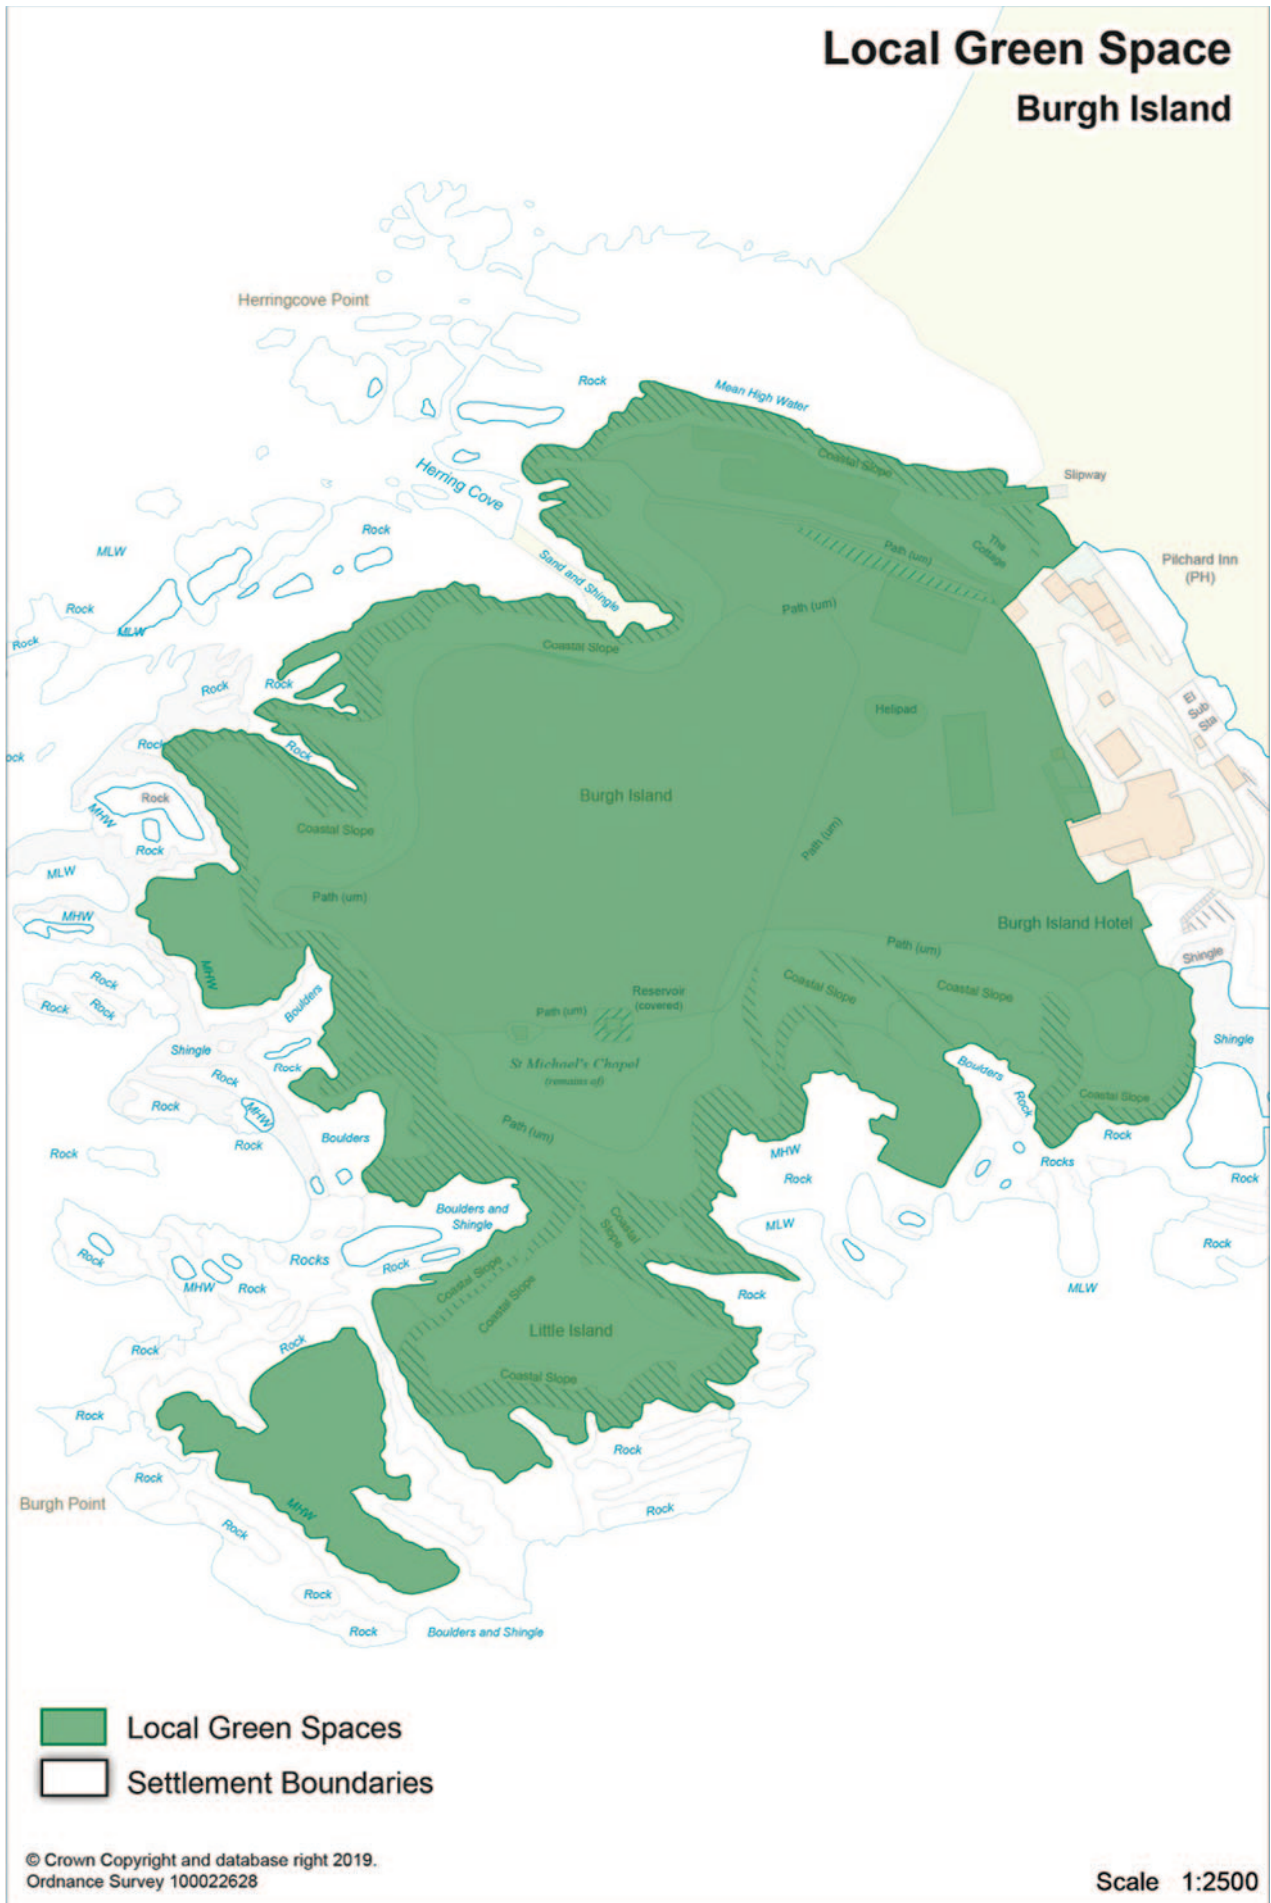 Local Green Space
Burgh Island
Herringcove Point
Rock
Mean High Water
Coastal Slope
Slipway
Herring Cove
Rock
MLW
Sand and Shingle
The
Cottage
Path (um)
Pilchard Inn
(PH)
Path (um)
Rock
MLW
Rock
Coastal Slope
Rock
Rock
El
Sub
Sta
Helipad
Rock
Rock
ock
Rock
MHW
Burgh Island
Coastal Slope
Path (um)
Rock
MLW
Path (um)
MHW
Burgh Island Hotel
Path (um)
Shingle
MHW
Rock
Boulders
Coastal Slope
Coastal Slope
Reservoir
(covered)
Rock
Rock
Path (um)
Shingle
Shingle
Rock
Rock
St Michael's Chapel
(remains of)
Boulders
Rock
Coastal Slope
Rock
MHW
Path (um)
Rock
Boulders
Rock
MHW
Rocks
Rock
Rock
Rock
Boulders and
Shingle
MLW
Coastal
Slope
Rock
Rock
Rocks
Rock
Coastal Slope
MHW
Rock
Coastal Slope
Rock
MLW
Little Island
Rock
Rock
Coastal Slope
Rock
Rock
Rock
Burgh Point
MHW
Rock
Rock
Rock
Rock
Boulders and Shingle
Local Green Spaces
Settlement Boundaries
© Crown Copyright and database right 2019.
Ordnance Survey 100022628
Scale 1:2500